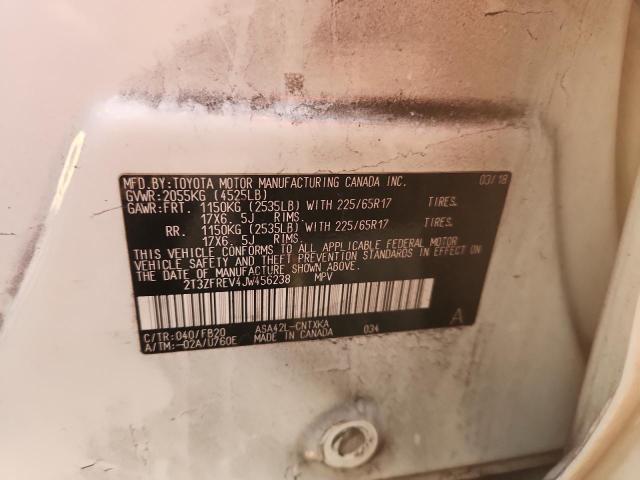 MFD.BY:TOYOTA MOTOR MANUFACTURING CANADA INC. 03/18
GVWR:2055KG (4525LB)
GAWR:FRT. 1150KG (2535LB) WITH 225/65R17 TIRES.
17X6. 5J RIMS.
RR. 1150KG (2535LB) WITH 225/65R17 TIRES.
17X6. 5J RIMS.
THIS VEHICLE CONFORMS TO ALL APPLICABLE FEDERAL MOTOR
VEHICLE SAFETY AND THEFT PREVENTION STANDARDS IN EFFECT ON
THE DATE OF MANUFACTURE SHOWN ABOVE.
2T3ZFREV4JW456238 MPV
C/TR:040/FB20 ASA42L-CNTXKA 034 A
A/TM:-02A/U760E MADE IN CANADA